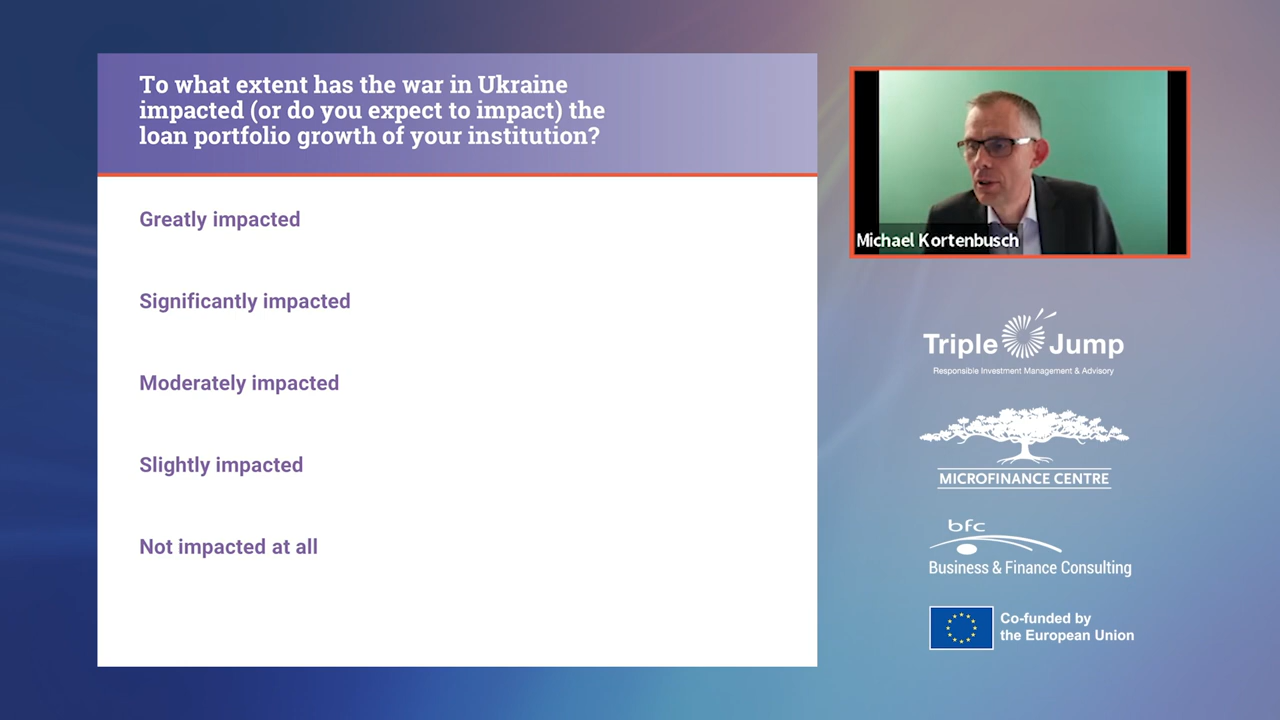 To what extent has the war in Ukraine
impacted (or do you expect to impact) the
loan portfolio growth of your institution?
Greatly impacted
Significantly impacted
Moderately impacted
Slightly impacted
Not impacted at all
Michael Kortenbusch
Triple Jump
Responsible Investment Management & Advisory
MICROFINANCE CENTRE
bfc
Business & Finance Consulting
Co-funded by
the European Union